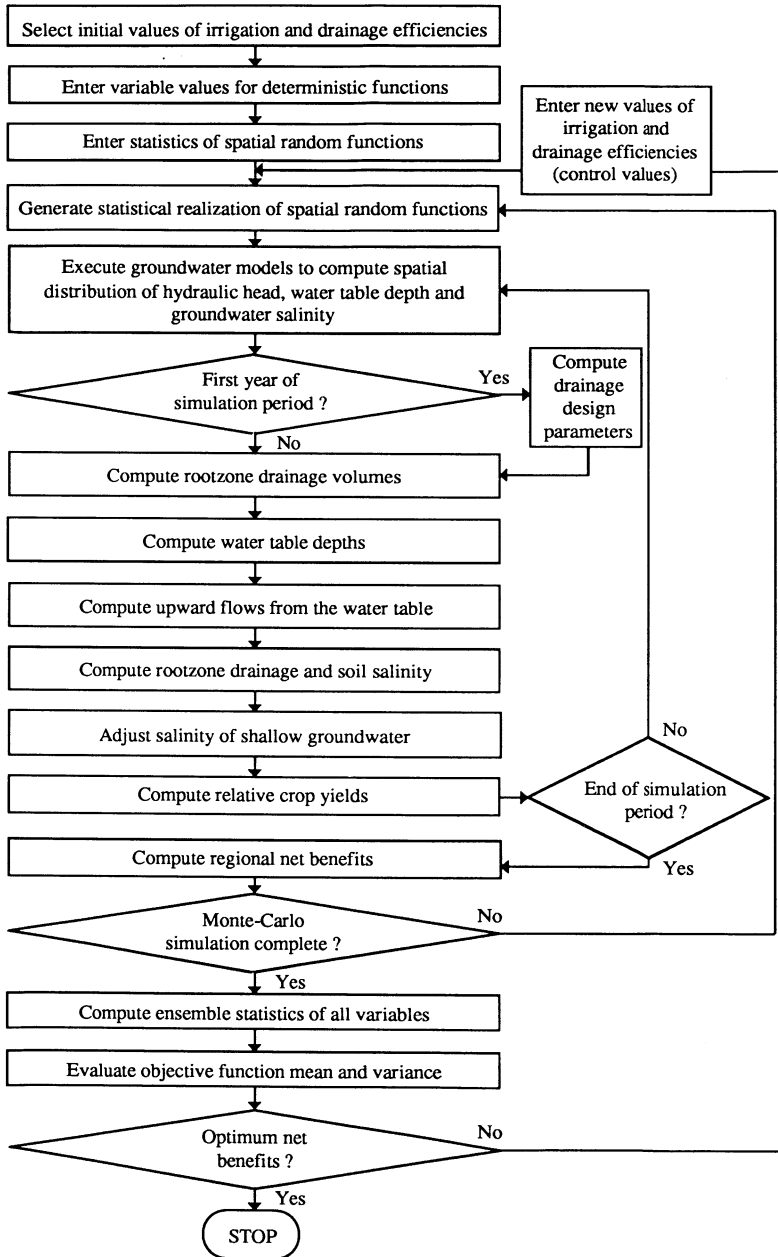 Select initial values of irrigation and drainage efficiencies
Enter variable values for deterministic functions
Enter statistics of spatial random functions
Enter new values of
irrigation and
drainage efficiencies
(control values)
Generate statistical realization of spatial random functions
Execute groundwater models to compute spatial
distribution of hydraulic head, water table depth and
groundwater salinity
First year of
simulation period ?
Yes
No
Compute
drainage
design
parameters
Compute rootzone drainage volumes
Compute water table depths
Compute upward flows from the water table
Compute rootzone drainage and soil salinity
Adjust salinity of shallow groundwater
Compute relative crop yields
No
End of simulation
period ?
Yes
Compute regional net benefits
Monte-Carlo
simulation complete ?
No
Yes
Compute ensemble statistics of all variables
Evaluate objective function mean and variance
Optimum net
benefits ?
No
Yes
STOP